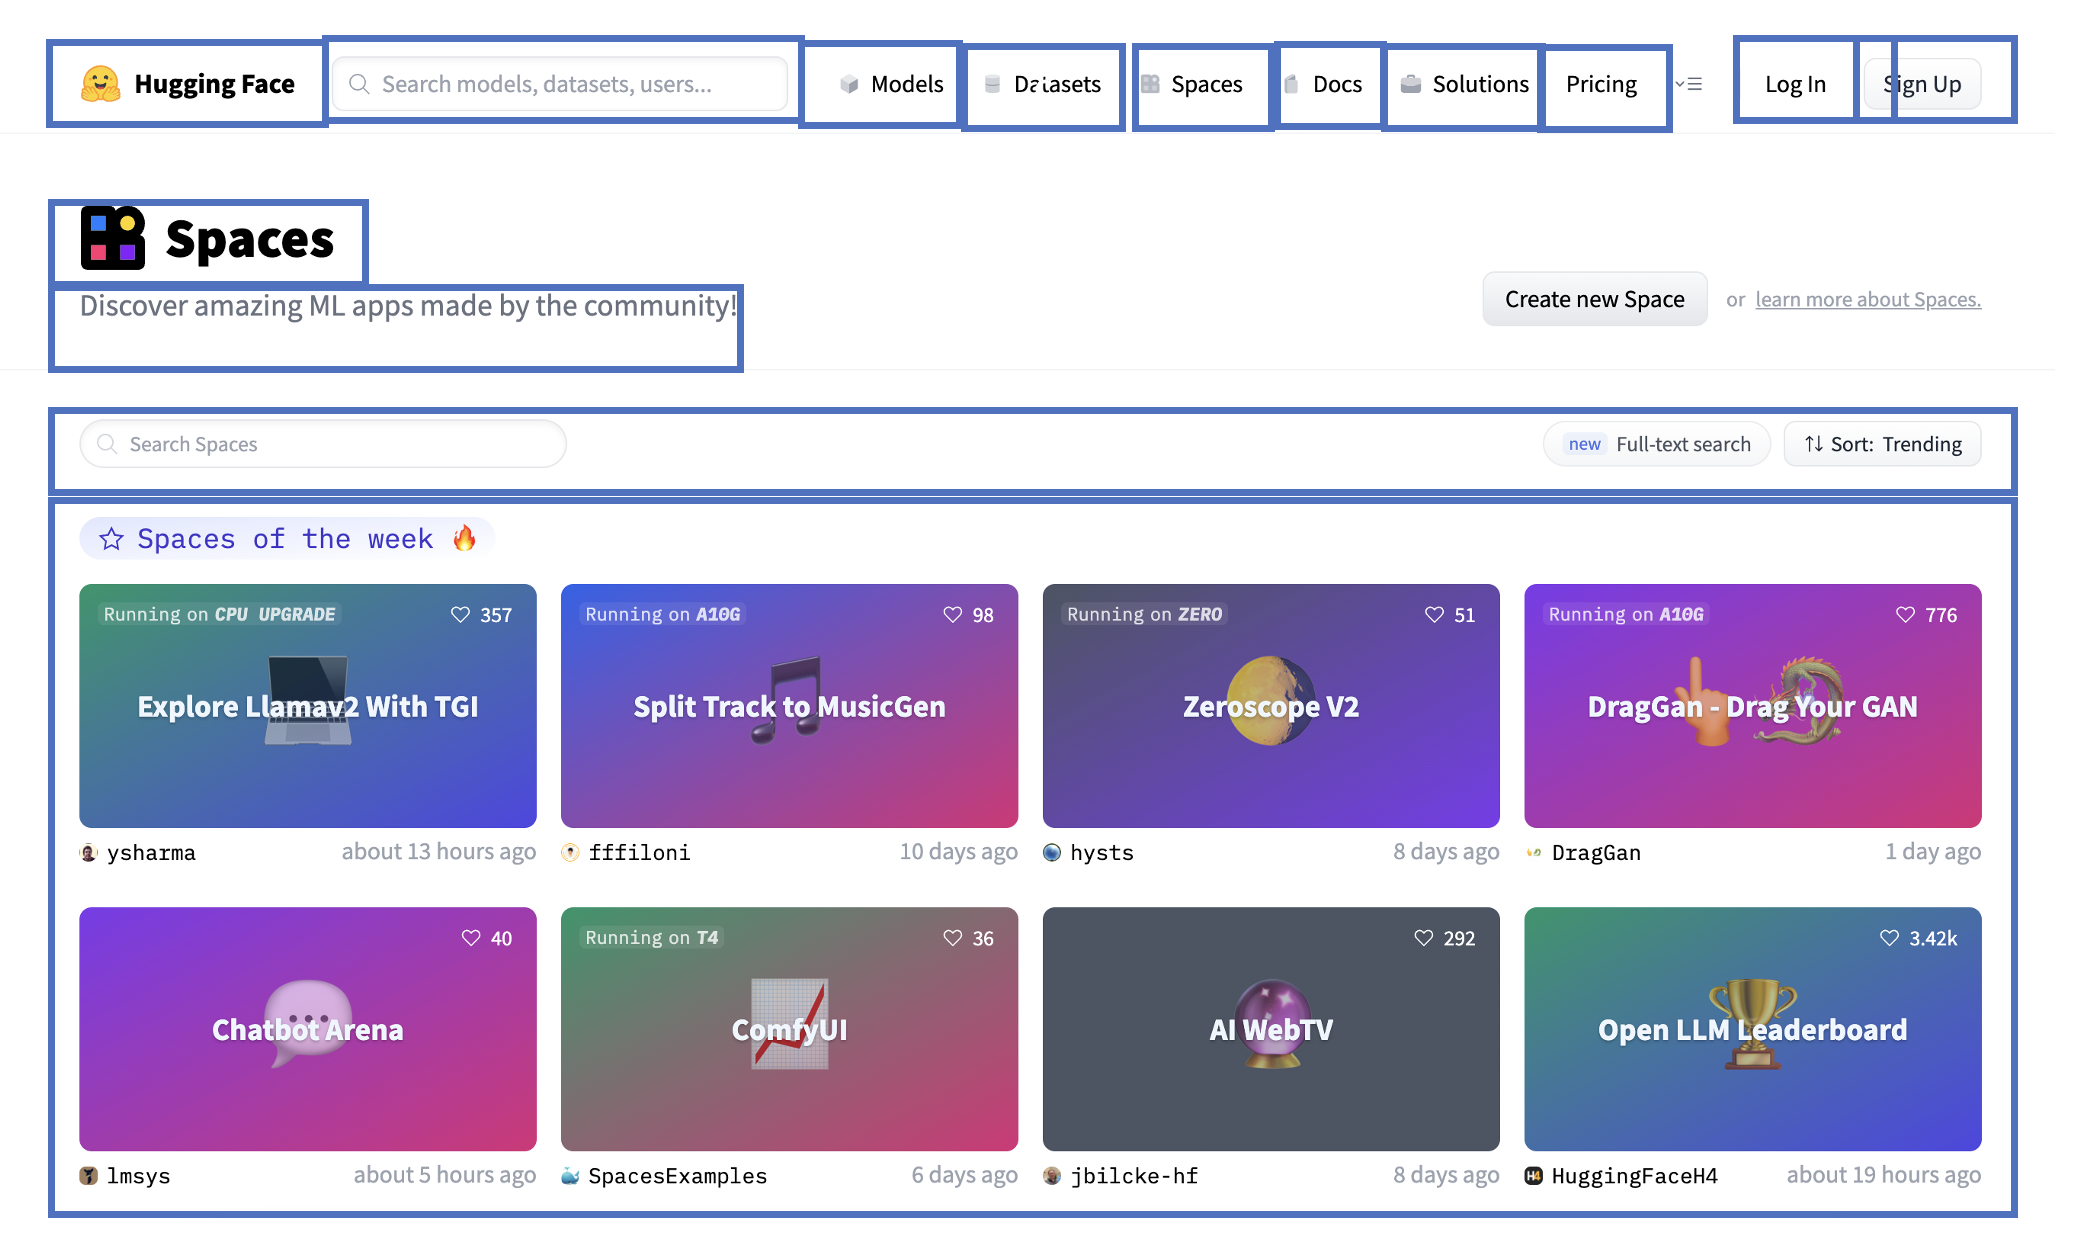 Hugging Face
Search models, datasets, users...
Models
Datasets
Spaces
Docs
Solutions
Pricing
Log In
Sign Up
Spaces
Discover amazing ML apps made by the community!
Create new Space or learn more about Spaces.
Search Spaces
new Full-text search
Sort: Trending
Spaces of the week 🔥
Running on CPU UPGRADE
357
Explore Llamav2 With TGI
ysharma
about 13 hours ago
Running on A10G
98
Split Track to MusicGen
fffiloni
10 days ago
Running on ZERO
51
Zeroscope V2
hysts
8 days ago
Running on A10G
776
DragGan - Drag Your GAN
DragGan
1 day ago
40
Chatbot Arena
lmsys
about 5 hours ago
Running on T4
36
ComfyUI
SpacesExamples
6 days ago
292
AI WebTV
jbilcke-hf
8 days ago
3.42k
Open LLM Leaderboard
H4
HuggingFaceH4
about 19 hours ago